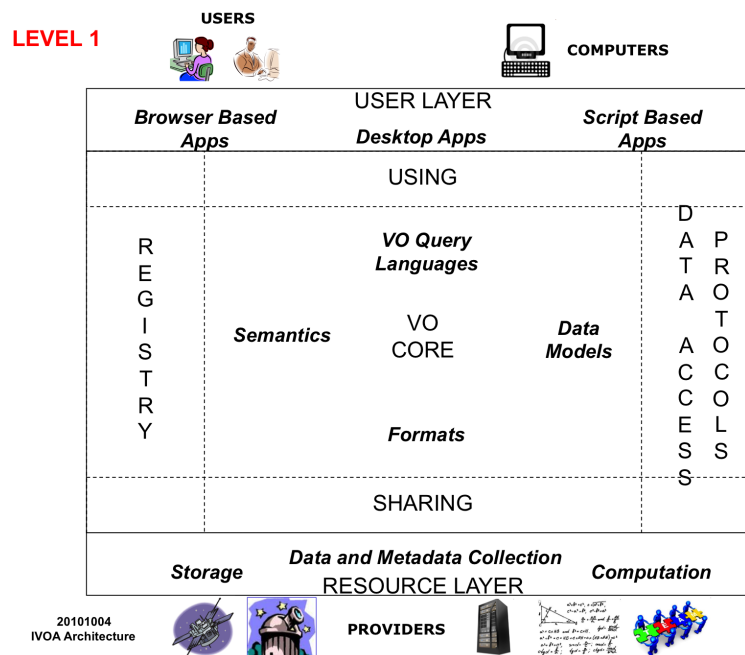 USERS
LEVEL 1
COMPUTERS
USER LAYER
Browser Based
Apps
Desktop Apps
Script Based
Apps
USING
REGISTRY
VO Query
Languages
Semantics
VO
CORE
Data
Models
Formats
DATA ACCESS
PROTOCOLS
SHARING
Storage
Data and Metadata Collection
Computation
RESOURCE LAYER
20101004
IVOA Architecture
PROVIDERS